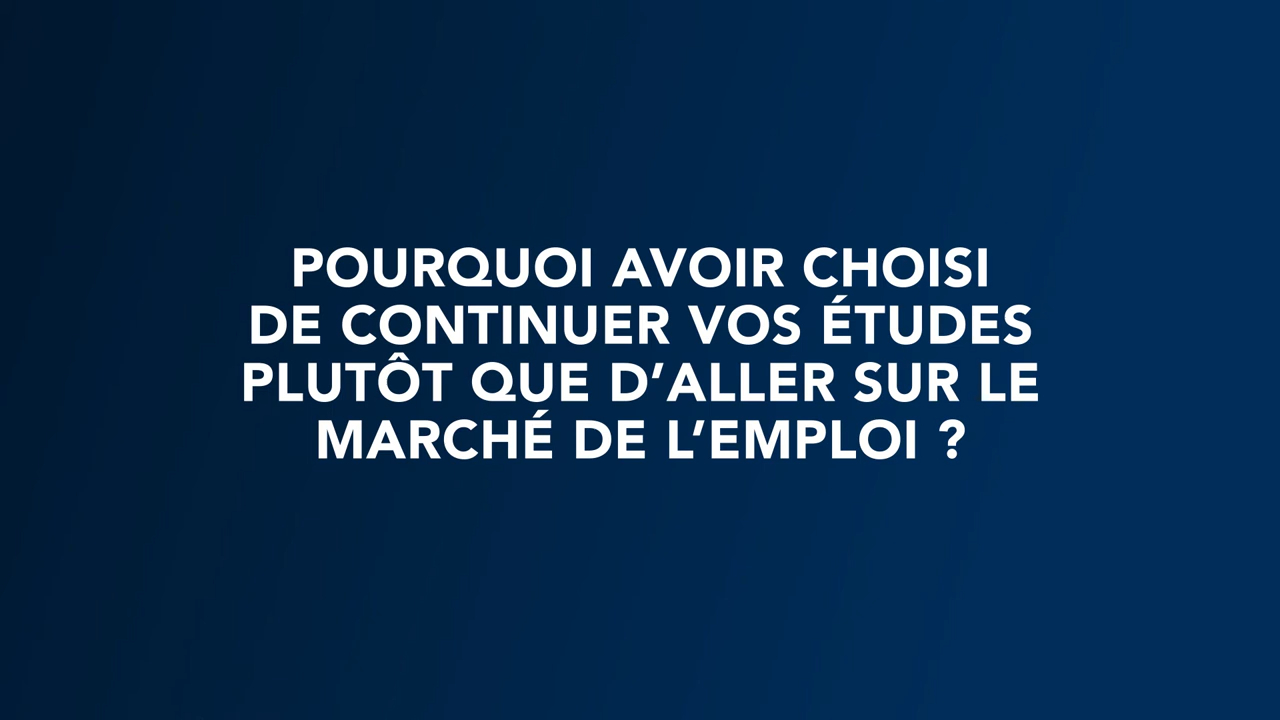 POURQUOI AVOIR CHOISI
DE CONTINUER VOS ÉTUDES
PLUTÔT QUE D’ALLER SUR LE
MARCHÉ DE L’EMPLOI ?